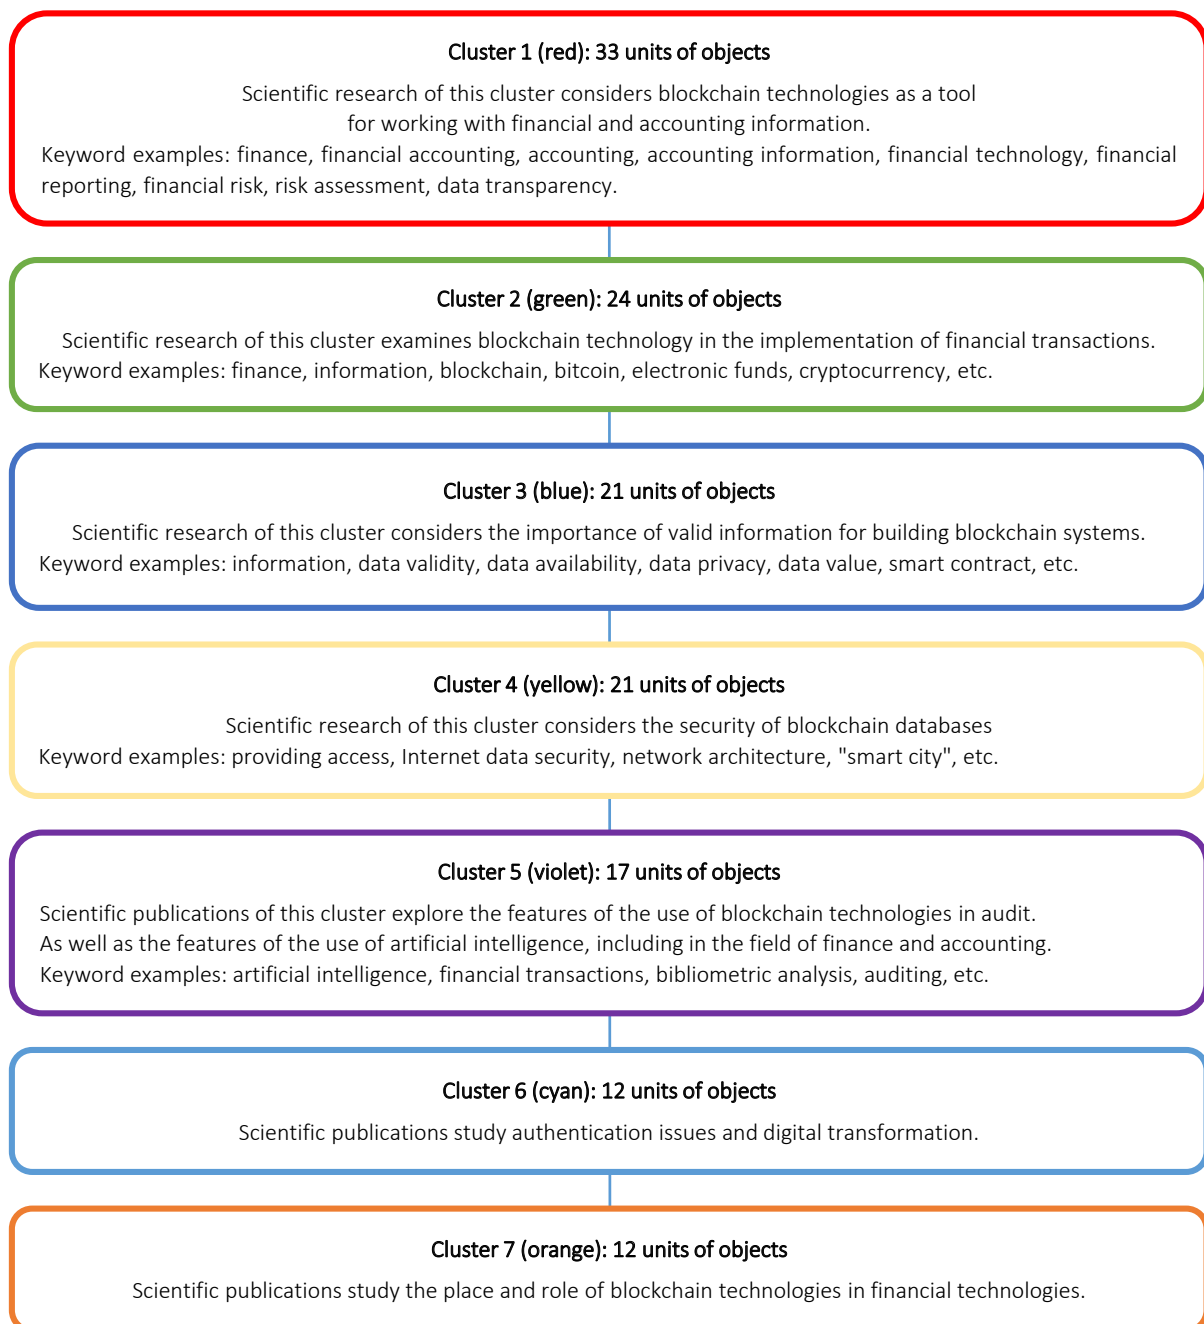 Cluster 1 (red): 33 units of objects
Scientific research of this cluster considers blockchain technologies as a tool
for working with financial and accounting information.
Keyword examples: finance, financial accounting, accounting, accounting information, financial technology, financial
reporting, financial risk, risk assessment, data transparency.
Cluster 2 (green): 24 units of objects
Scientific research of this cluster examines blockchain technology in the implementation of financial transactions.
Keyword examples: finance, information, blockchain, bitcoin, electronic funds, cryptocurrency, etc.
Cluster 3 (blue): 21 units of objects
Scientific research of this cluster considers the importance of valid information for building blockchain systems.
Keyword examples: information, data validity, data availability, data privacy, data value, smart contract, etc.
Cluster 4 (yellow): 21 units of objects
Scientific research of this cluster considers the security of blockchain databases
Keyword examples: providing access, Internet data security, network architecture, "smart city", etc.
Cluster 5 (violet): 17 units of objects
Scientific publications of this cluster explore the features of the use of blockchain technologies in audit.
As well as the features of the use of artificial intelligence, including in the field of finance and accounting.
Keyword examples: artificial intelligence, financial transactions, bibliometric analysis, auditing, etc.
Cluster 6 (cyan): 12 units of objects
Scientific publications study authentication issues and digital transformation.
Cluster 7 (orange): 12 units of objects
Scientific publications study the place and role of blockchain technologies in financial technologies.